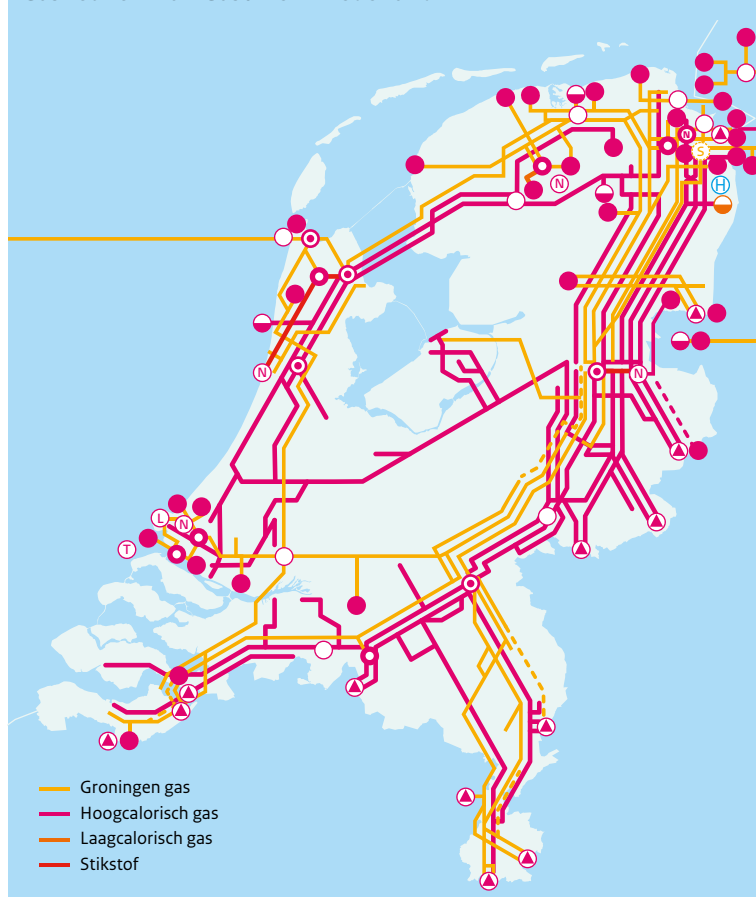 N
S
N H
N N
L
N
T
Groningen gas
Hoogcalorisch gas
Laagcalorisch gas
Stikstof